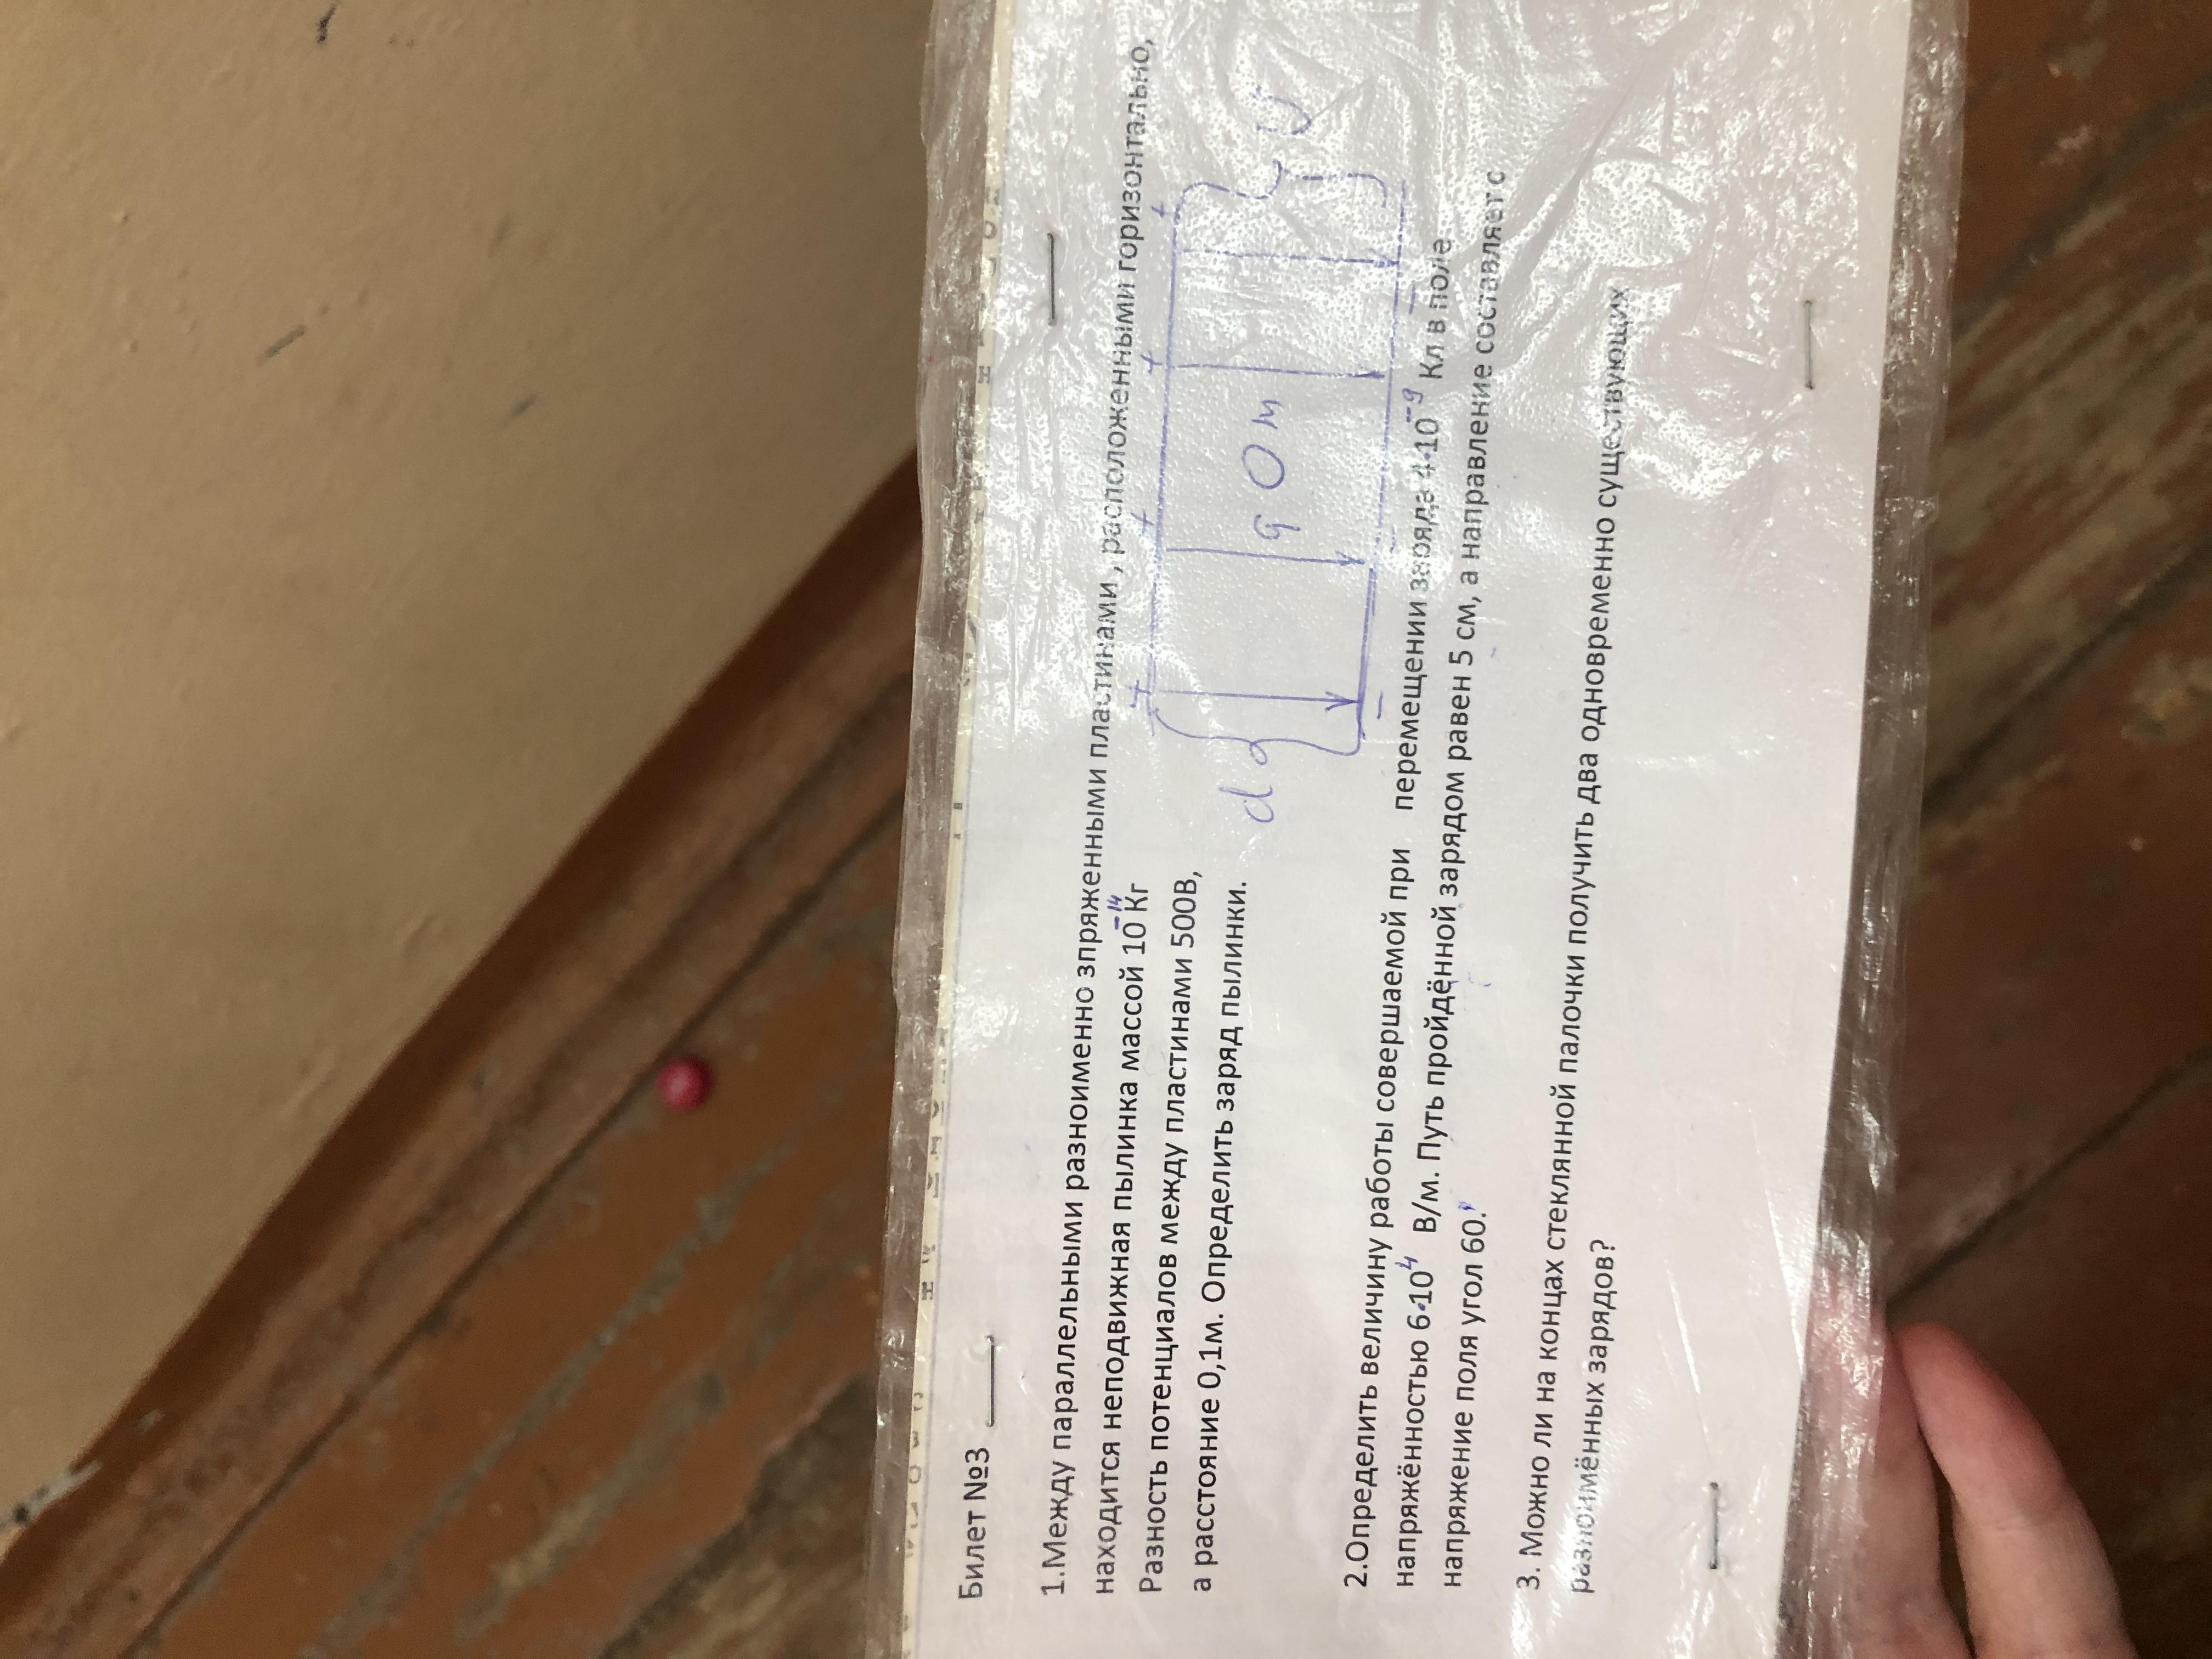 Билет №3
1.Между параллельными разноименно зпряженными пластинами , расположенными горизонтально,
находится неподвижная пылинка массой 10⁻¹⁴ Кг
Разность потенциалов между пластинами 500В,
а расстояние 0,1м. Определить заряд пылинки.
+ + + +
d q m U
- - -
2.Определить величину работы совершаемой при перемещении заряда 4·10⁻⁹ Кл в поле
напряжённостью 6·10⁴ В/м. Путь пройдённой зарядом равен 5 см, а направление составляет с
напряжение поля угол 60.°
3. Можно ли на концах стеклянной палочки получить два одновременно существующих
разноимённых зарядов?